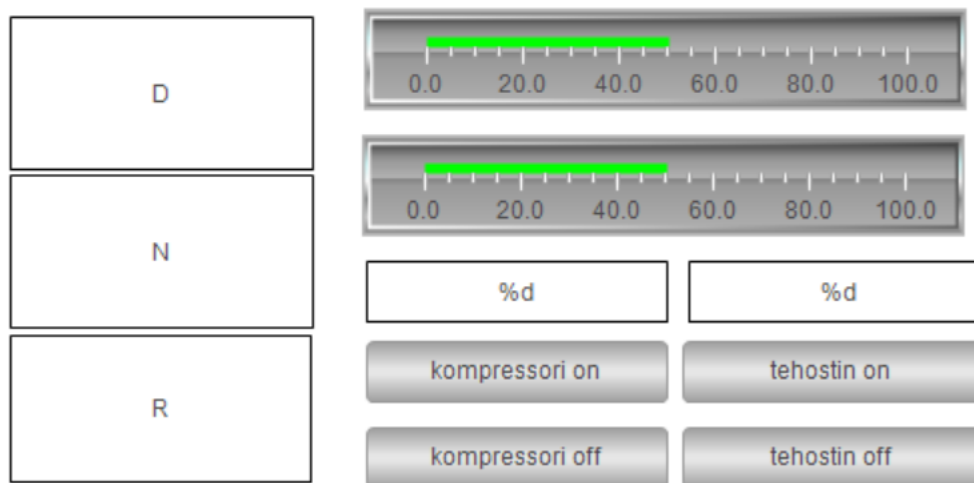 D
N
R
0.0 20.0 40.0 60.0 80.0 100.0
0.0 20.0 40.0 60.0 80.0 100.0
%d %d
kompressori on tehostin on
kompressori off tehostin off